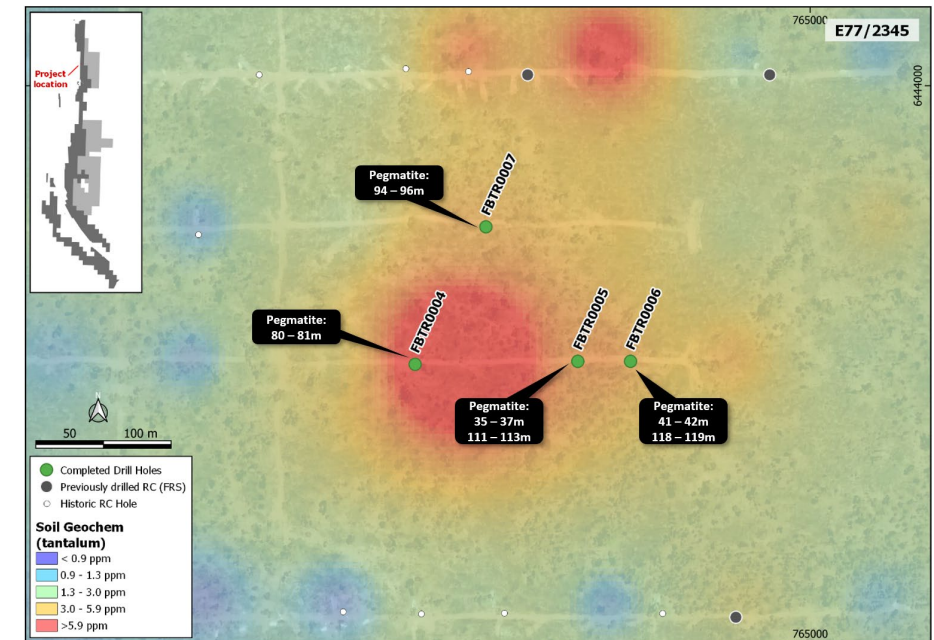 765000
E77/2345
Project
location
6444000
FBTR0007
Pegmatite:
94 – 96m
FBTR0004
FBTR0005
FBTR0006
Pegmatite:
80 – 81m
Pegmatite:
35 – 37m
111 – 113m
Pegmatite:
41 – 42m
118 – 119m
50
100 m
Completed Drill Holes
Previously drilled RC (FRS)
Historic RC Hole
Soil Geochem
(tantalum)
< 0.9 ppm
0.9 - 1.3 ppm
1.3 - 3.0 ppm
3.0 - 5.9 ppm
>5.9 ppm
765000